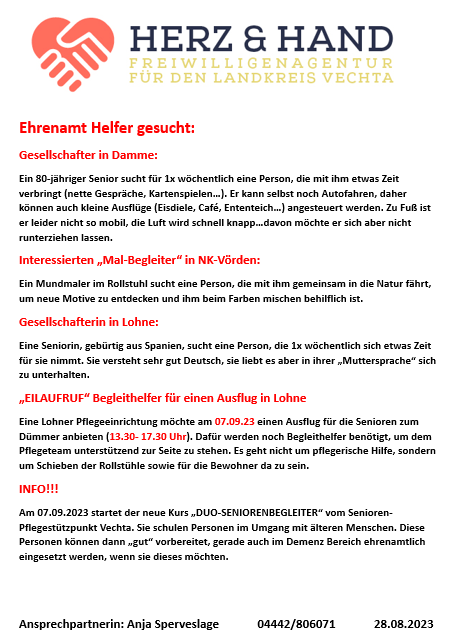 HERZ & HAND
FREIWILLIGENAGENTUR
FÜR DEN LANDKREIS VECHTA
Ehrenamt Helfer gesucht:
Gesellschafter in Damme:
Ein 80-jähriger Senior sucht für 1x wöchentlich eine Person, die mit ihm etwas Zeit
verbringt (nette Gespräche, Kartenspielen…). Er kann selbst noch Autofahren, daher
können auch kleine Ausflüge (Eisdiele, Café, Ententeich…) angesteuert werden. Zu Fuß ist
er leider nicht so mobil, die Luft wird schnell knapp…davon möchte er sich aber nicht
runterziehen lassen.
Interessierten „Mal-Begleiter“ in NK-Vörden:
Ein Mundmaler im Rollstuhl sucht eine Person, die mit ihm gemeinsam in die Natur fährt,
um neue Motive zu entdecken und ihm beim Farben mischen behilflich ist.
Gesellschafterin in Lohne:
Eine Seniorin, gebürtig aus Spanien, sucht eine Person, die 1x wöchentlich sich etwas Zeit
für sie nimmt. Sie versteht sehr gut Deutsch, sie liebt es aber in ihrer „Muttersprache“ sich
zu unterhalten.
„EILAUFRUF“ Begleithelfer für einen Ausflug in Lohne
Eine Lohner Pflegeeinrichtung möchte am 07.09.23 einen Ausflug für die Senioren zum
Dümmer anbieten (13.30- 17.30 Uhr). Dafür werden noch Begleithelfer benötigt, um dem
Pflegeteam unterstützend zur Seite zu stehen. Es geht nicht um pflegerische Hilfe, sondern
um Schieben der Rollstühle sowie für die Bewohner da zu sein.
INFO!!!
Am 07.09.2023 startet der neue Kurs „DUO-SENIORENBEGLEITER“ vom Senioren-
Pflegestützpunkt Vechta. Sie schulen Personen im Umgang mit älteren Menschen. Diese
Personen können dann „gut“ vorbereitet, gerade auch im Demenz Bereich ehrenamtlich
eingesetzt werden, wenn sie dieses möchten.
Ansprechpartnerin: Anja Sperveslage 04442/806071 28.08.2023